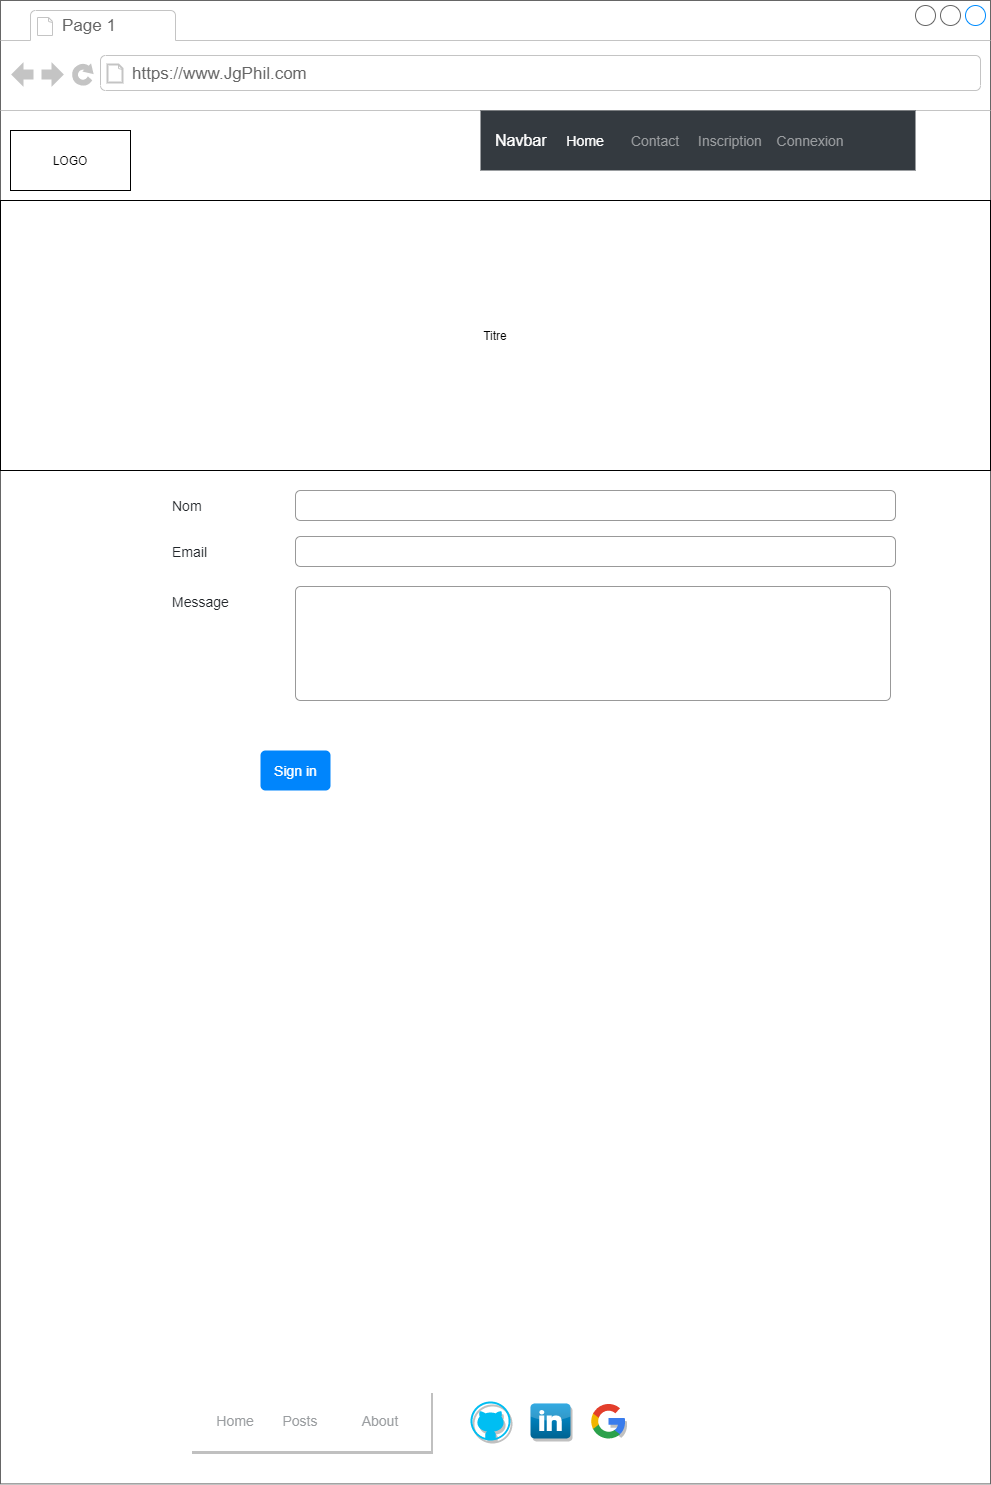 Page 1
https://www.JgPhil.com
LOGO
Navbar Home Contact Inscription Connexion
Titre
Nom
Email
Message
Sign in
Home Posts About
in
G